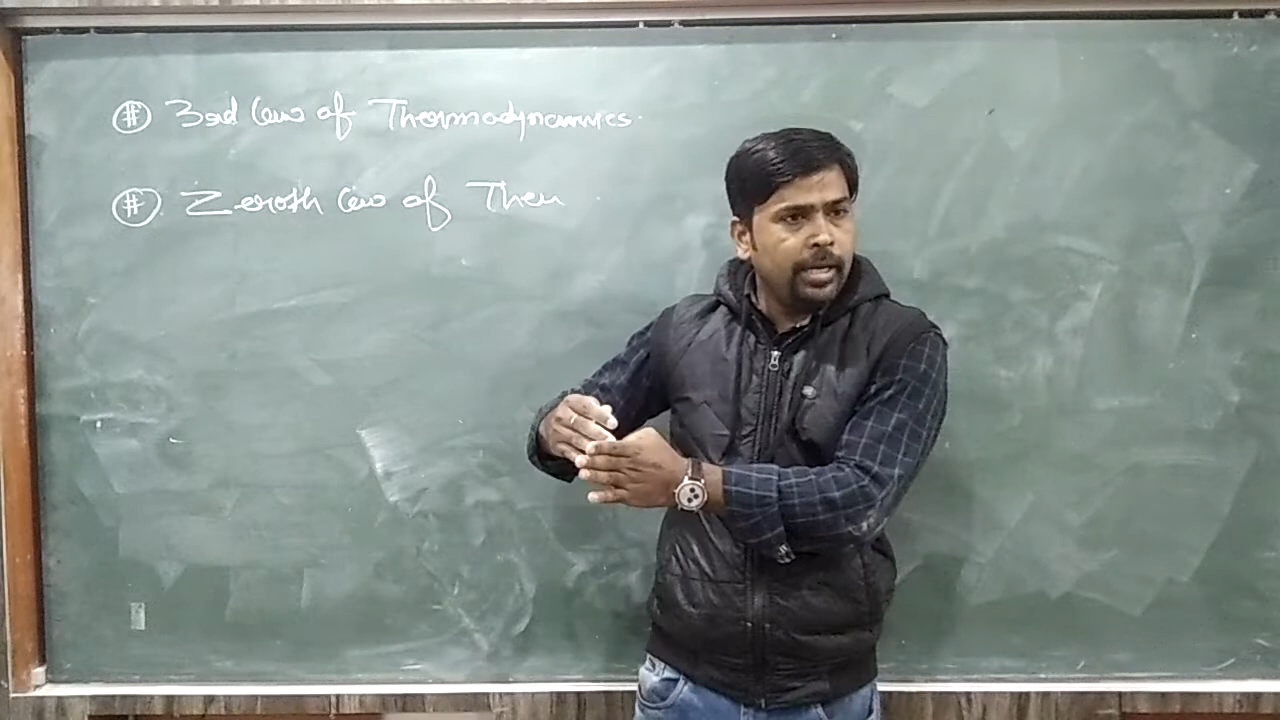 # 3rd law of Thermodynamics.
# Zeroth law of Ther